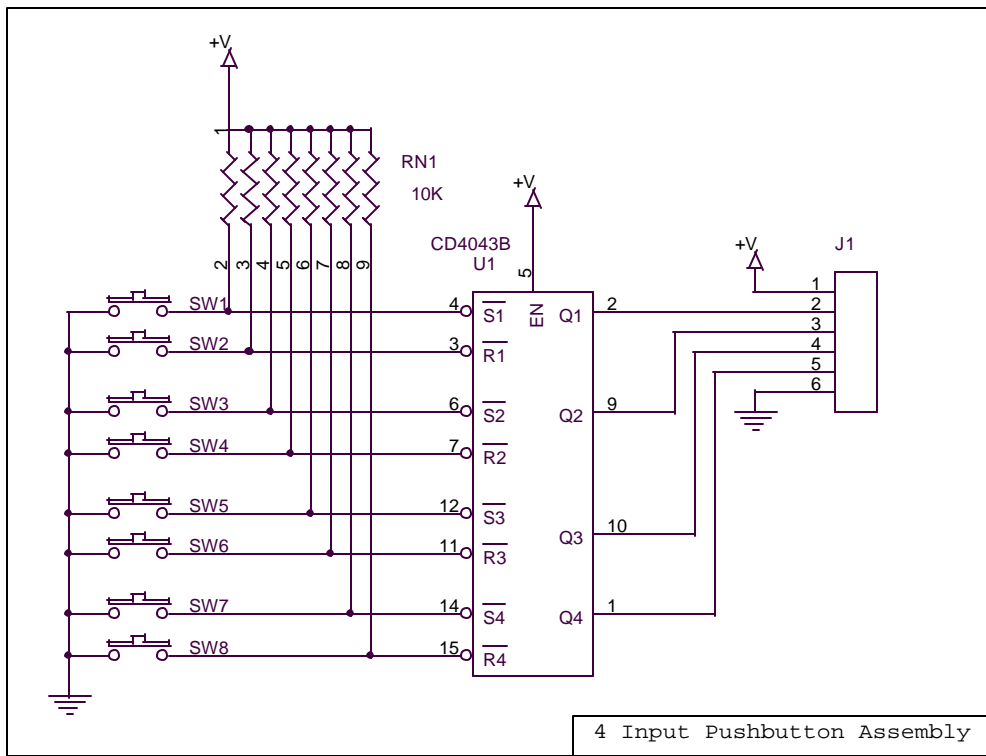 +V
1
RN1
10K
+V
CD4043B
U1
5
+V
J1
2 3 4 5 6 7 8 9
1
SW1 4 S1 EN Q1 2 2
3
SW2 3 R1 4
5
SW3 6 S2 Q2 9 6
SW4 7 R2
SW5 12 S3
Q3 10
SW6 11 R3
SW7 14 S4 Q4 1
SW8 15 R4
4 Input Pushbutton Assembly